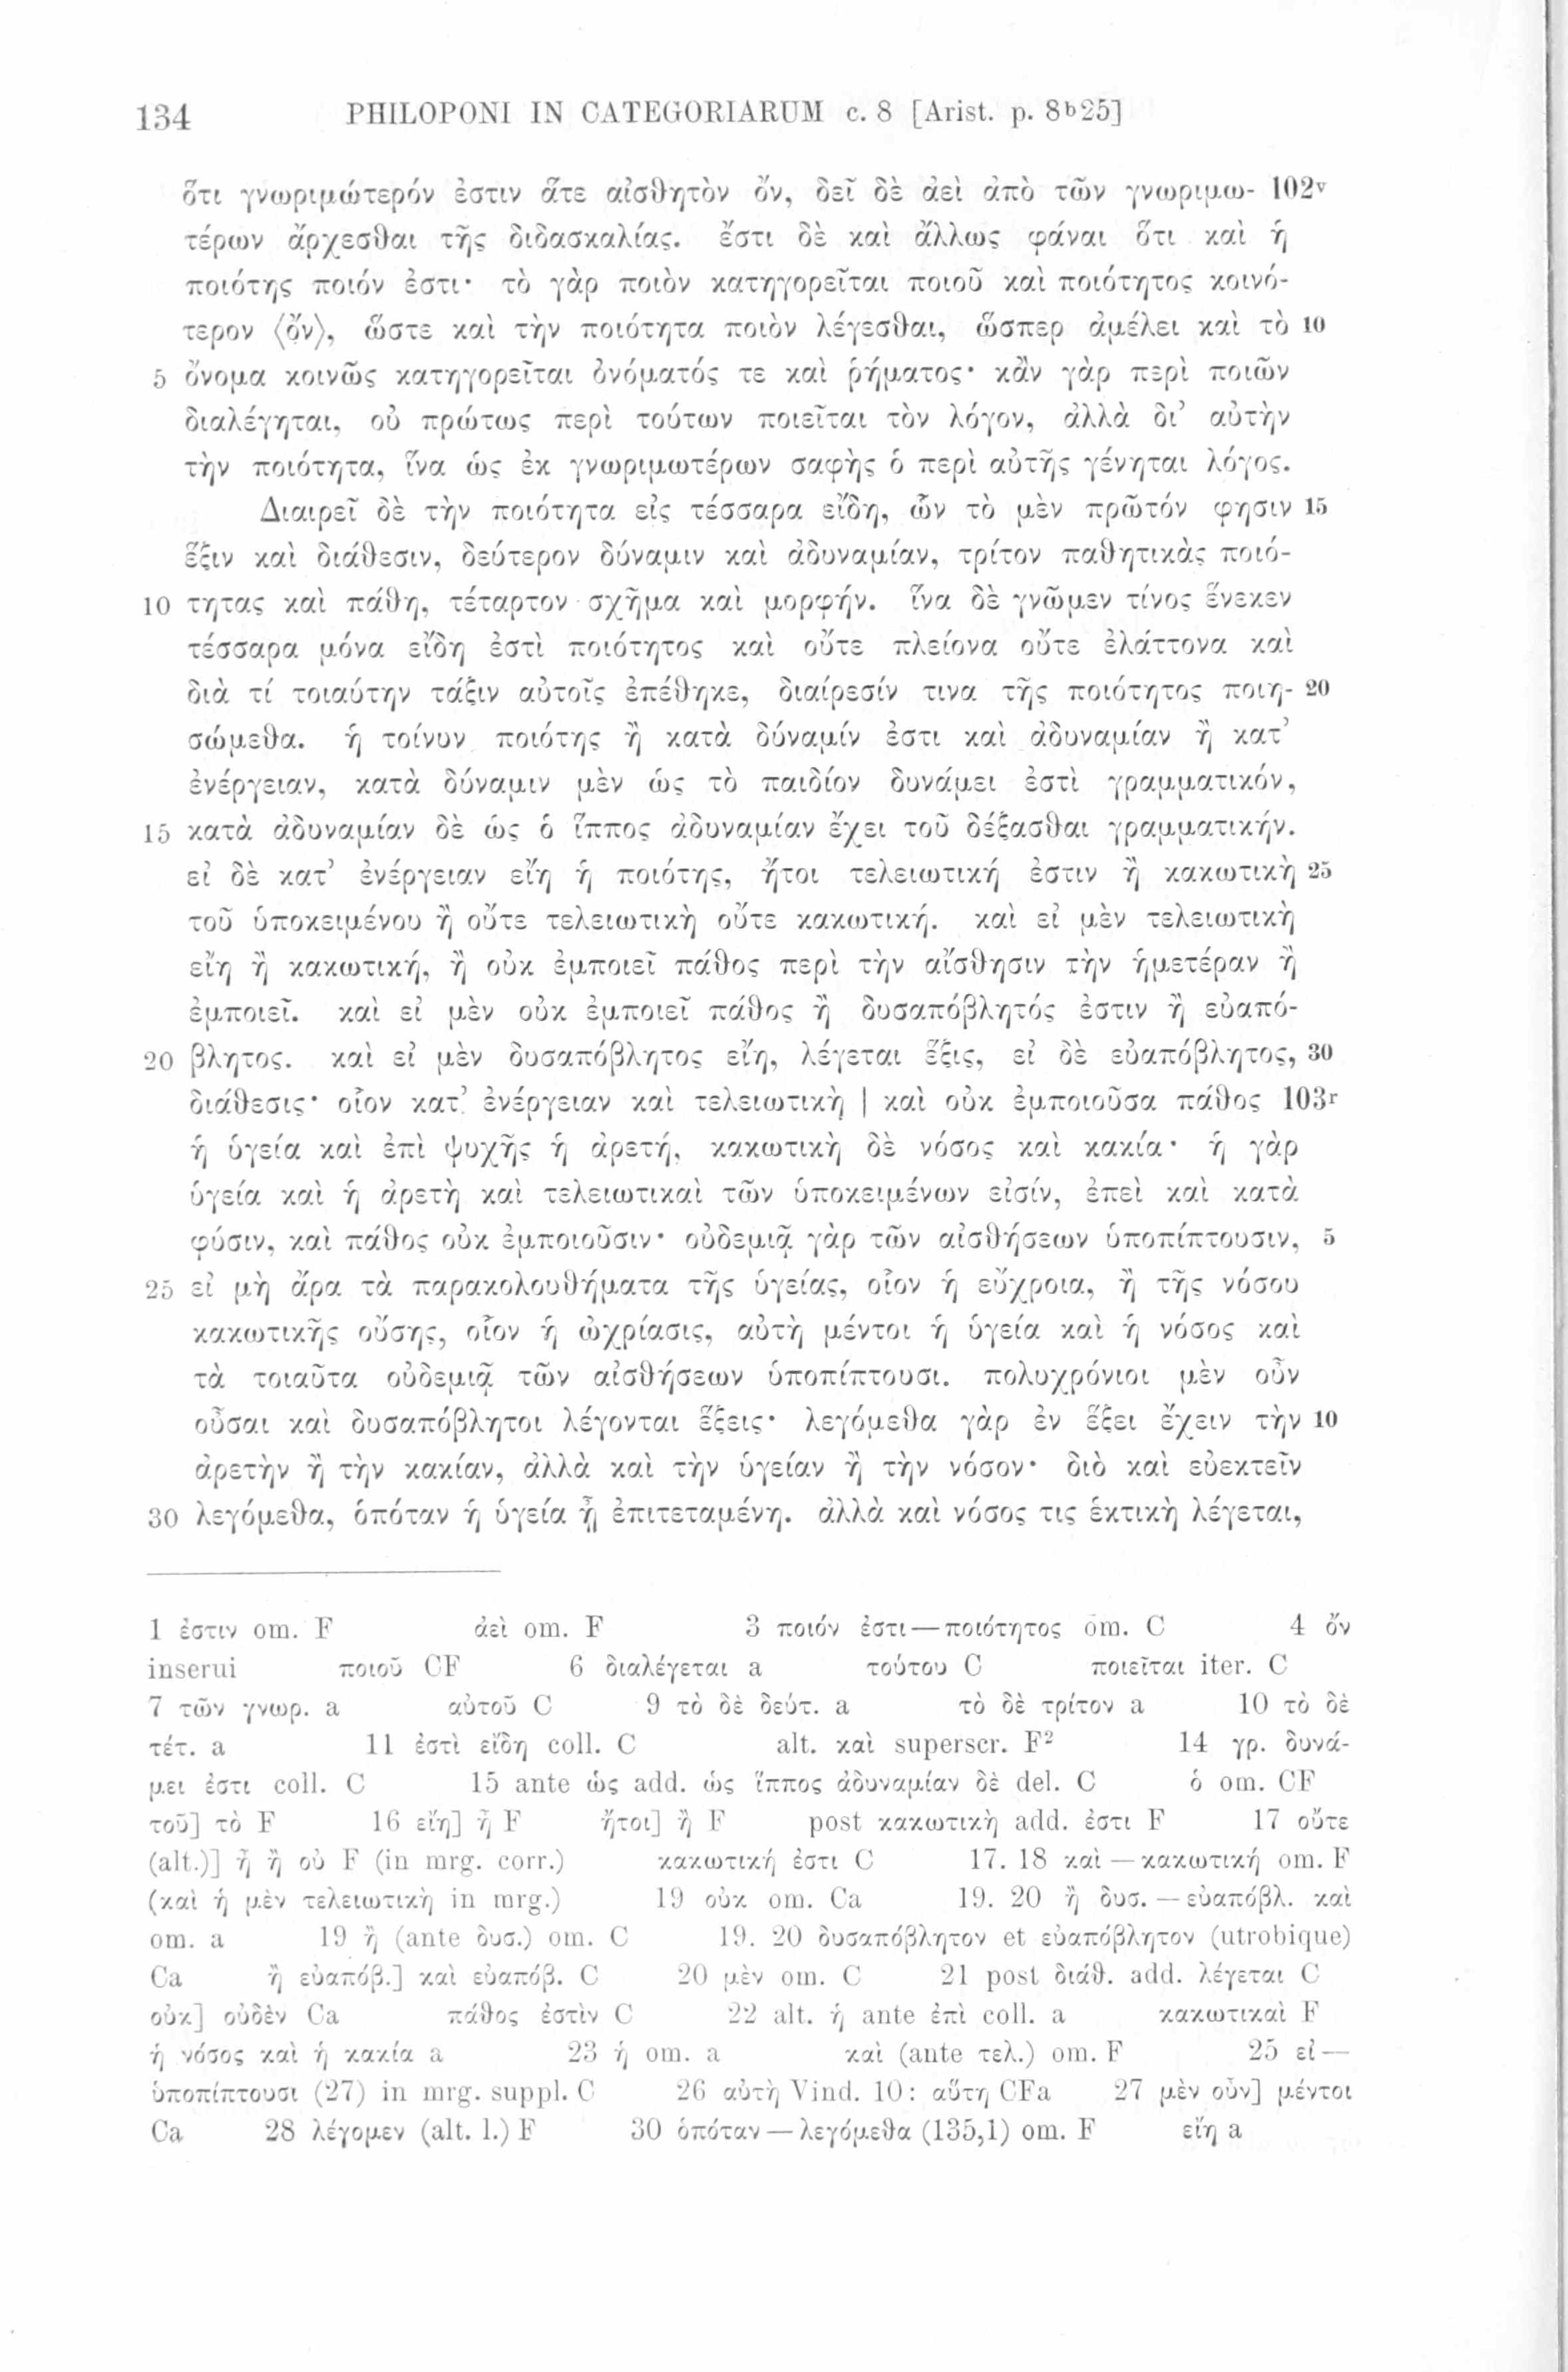 134 PHILOPONI IN CATEGORIARUM c. 8 [Arist. p. 8b25]
ὅτι γνωριμώτερόν ἐστιν ἅτε αἰσθητὸν ὄν, δεῖ δὲ ἀεὶ ἀπὸ τῶν γνωριμω- 102v
τέρων ἄρχεσθαι τῆς διδασκαλίας. ἔστι δὲ καὶ ἄλλως φάναι ὅτι καὶ ἡ
ποιότης ποιόν ἐστι· τὸ γὰρ ποιὸν κατηγορεῖται ποιοῦ καὶ ποιότητος κοινό-
τερον ⟨ὄν⟩, ὥστε καὶ τὴν ποιότητα ποιὸν λέγεσθαι, ὥσπερ ἀμέλει καὶ τὸ 10
5 ὄνομα κοινῶς κατηγορεῖται ὀνόματός τε καὶ ῥήματος· κἂν γὰρ περὶ ποιῶν
διαλέγηται, οὐ πρώτως περὶ τούτων ποιεῖται τὸν λόγον, ἀλλὰ δι’ αὐτὴν
τὴν ποιότητα, ἵνα ὡς ἐκ γνωριμωτέρων σαφὴς ὁ περὶ αὐτῆς γένηται λόγος.
Διαιρεῖ δὲ τὴν ποιότητα εἰς τέσσαρα εἴδη, ὧν τὸ μὲν πρῶτόν φησιν 15
ἕξιν καὶ διάθεσιν, δεύτερον δύναμιν καὶ ἀδυναμίαν, τρίτον παθητικὰς ποιό-
10 τητας καὶ πάθη, τέταρτον σχῆμα καὶ μορφήν. ἵνα δὲ γνῶμεν τίνος ἕνεκεν
τέσσαρα μόνα εἴδη ἐστὶ ποιότητος καὶ οὔτε πλείονα οὔτε ἐλάττονα καὶ
διὰ τί τοιαύτην τάξιν αὐτοῖς ἐπέθηκε, διαίρεσίν τινα τῆς ποιότητος ποιη- 20
σώμεθα. ἡ τοίνυν ποιότης ἢ κατὰ δύναμίν ἐστι καὶ ἀδυναμίαν ἢ κατ’
ἐνέργειαν, κατὰ δύναμιν μὲν ὡς τὸ παιδίον δυνάμει ἐστὶ γραμματικόν,
15 κατὰ ἀδυναμίαν δὲ ὡς ὁ ἵππος ἀδυναμίαν ἔχει τοῦ δέξασθαι γραμματικήν.
εἰ δὲ κατ’ ἐνέργειαν εἴη ἡ ποιότης, ἤτοι τελειωτική ἐστιν ἢ κακωτικὴ 25
τοῦ ὑποκειμένου ἢ οὔτε τελειωτικὴ οὔτε κακωτική. καὶ εἰ μὲν τελειωτικὴ
εἴη ἢ κακωτική, ἢ οὐκ ἐμποιεῖ πάθος περὶ τὴν αἴσθησιν τὴν ἡμετέραν ἢ
ἐμποιεῖ. καὶ εἰ μὲν οὐκ ἐμποιεῖ πάθος ἢ δυσαπόβλητός ἐστιν ἢ εὐαπό-
20 βλητος. καὶ εἰ μὲν δυσαπόβλητος εἴη, λέγεται ἕξις, εἰ δὲ εὐαπόβλητος, 30
διάθεσις· οἷον κατ’ ἐνέργειαν καὶ τελειωτικὴ | καὶ οὐκ ἐμποιοῦσα πάθος 103r
ἡ ὑγεία καὶ ἐπὶ ψυχῆς ἡ ἀρετή, κακωτικὴ δὲ νόσος καὶ κακία· ἡ γὰρ
ὑγεία καὶ ἡ ἀρετὴ καὶ τελειωτικαὶ τῶν ὑποκειμένων εἰσίν, ἐπεὶ καὶ κατὰ
φύσιν, καὶ πάθος οὐκ ἐμποιοῦσιν· οὐδεμιᾷ γὰρ τῶν αἰσθήσεων ὑποπίπτουσιν, 5
25 εἰ μὴ ἄρα τὰ παρακολουθήματα τῆς ὑγείας, οἷον ἡ εὔχροια, ἢ τῆς νόσου
κακωτικῆς οὔσης, οἷον ἡ ὠχρίασις, αὐτὴ μέντοι ἡ ὑγεία καὶ ἡ νόσος καὶ
τὰ τοιαῦτα οὐδεμιᾷ τῶν αἰσθήσεων ὑποπίπτουσι. πολυχρόνιοι μὲν οὖν
οὖσαι καὶ δυσαπόβλητοι λέγονται ἕξεις· λεγόμεθα γὰρ ἐν ἕξει ἔχειν τὴν 10
ἀρετὴν ἢ τὴν κακίαν, ἀλλὰ καὶ τὴν ὑγείαν ἢ τὴν νόσον· διὸ καὶ εὐεκτεῖν
30 λεγόμεθα, ὁπόταν ἡ ὑγεία ᾖ ἐπιτεταμένη. ἀλλὰ καὶ νόσος τις ἑκτικὴ λέγεται,
1 ἐστιν om. F ἀεὶ om. F 3 ποιόν ἐστι — ποιότητος om. C 4 ὄν
inserui ποιοῦ CF 6 διαλέγεται a τούτου C ποιεῖται iter. C
7 τῶν γνωρ. a αὐτοῦ C 9 τὸ δὲ δεύτ. a τὸ δὲ τρίτον a 10 τὸ δὲ
τέτ. a 11 ἐστὶ εἴδη coll. C alt. καὶ superscr. F² 14 γρ. δυνά-
μει ἐστι coll. C 15 ante ὡς add. ὡς ἵππος ἀδυναμίαν δὲ del. C ὁ om. CF
τοῦ] τὸ F 16 εἴη] ᾖ F ἤτοι] ἢ F post κακωτικὴ add. ἐστι F 17 οὔτε
(alt.)] ᾖ ἢ οὐ F (in mrg. corr.) κακωτική ἐστι C 17. 18 καὶ — κακωτική om. F
(καὶ ἡ μὲν τελειωτικὴ in mrg.) 19 οὐκ om. Ca 19. 20 ἢ δυσ. — εὐαπόβλ. καὶ
om. a 19 ἢ (ante δυσ.) om. C 19. 20 δυσαπόβλητον et εὐαπόβλητον (utrobique)
Ca ἢ εὐαπόβ.] καὶ εὐαπόβ. C 20 μὲν om. C 21 post διάθ. add. λέγεται C
οὐκ] οὐδὲν Ca πάθος ἐστὶν C 22 alt. ἡ ante ἐπὶ coll. a κακωτικαὶ F
ἡ νόσος καὶ ἡ κακία a 23 ἡ om. a καὶ (ante τελ.) om. F 25 εἰ —
ὑποπίπτουσι (27) in mrg. suppl. C 26 αὐτὴ Vind. 10: αὕτη CFa 27 μὲν οὖν] μέντοι
Ca 28 λέγομεν (alt. l.) F 30 ὁπόταν — λεγόμεθα (135,1) om. F εἴη a